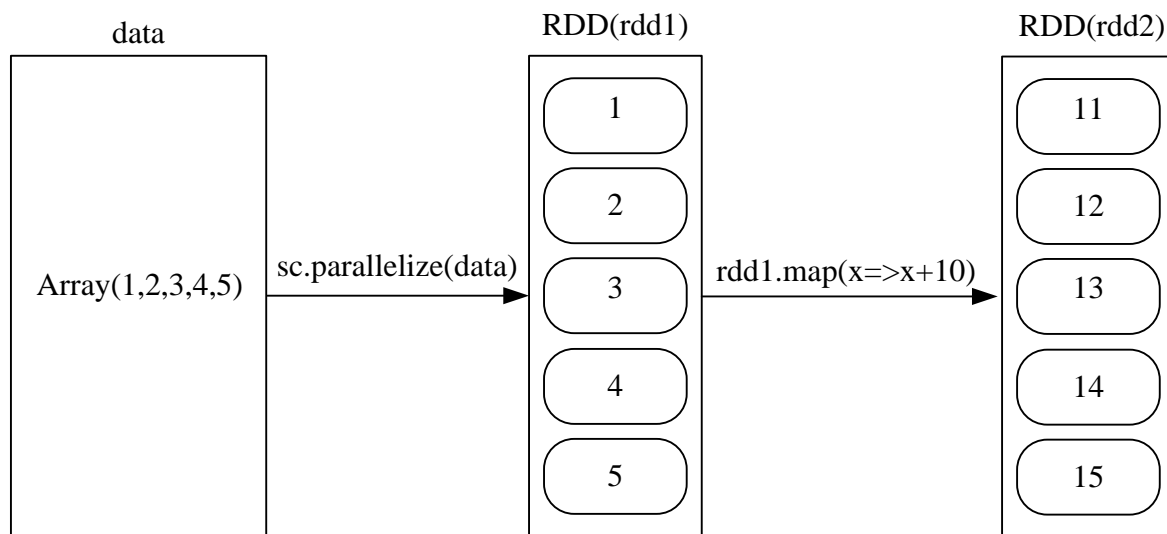 data
Array(1,2,3,4,5)
sc.parallelize(data)
RDD(rdd1)
1
2
3
4
5
rdd1.map(x=>x+10)
RDD(rdd2)
11
12
13
14
15